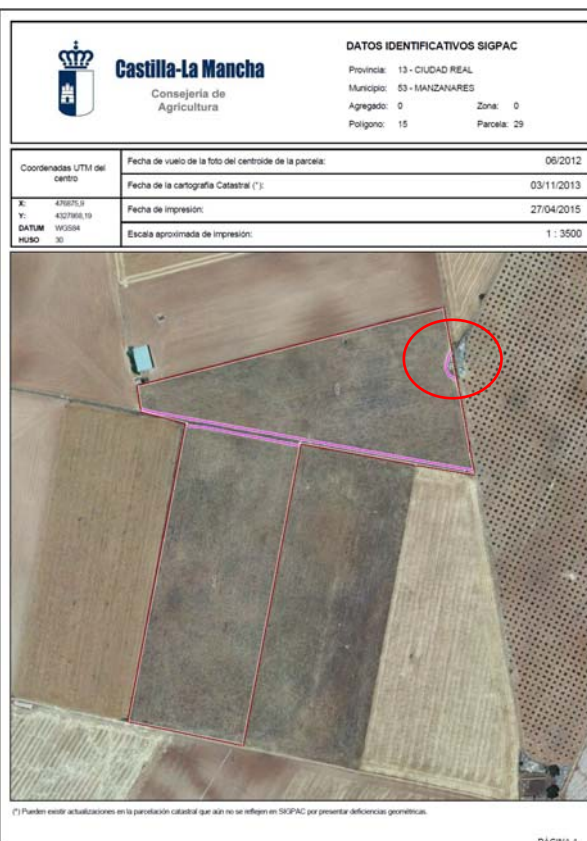 Castilla-La Mancha
Consejería de
Agricultura
DATOS IDENTIFICATIVOS SIGPAC
Provincia: 13 - CIUDAD REAL
Municipio: 53 - MANZANARES
Agregado: 0 Zona: 0
Polígono: 15 Parcela: 29
Coordenadas UTM del
centro
X: 476875,9
Y: 4327868,19
DATUM WGS84
HUSO 30
Fecha de vuelo de la foto del centroide de la parcela: 06/2012
Fecha de la cartografía Catastral (*): 03/11/2013
Fecha de impresión: 27/04/2015
Escala aproximada de impresión: 1 : 3500
(*) Pueden existir actualizaciones en la parcelación catastral que aún no se reflejen en SIGPAC por presentar deficiencias geométricas.